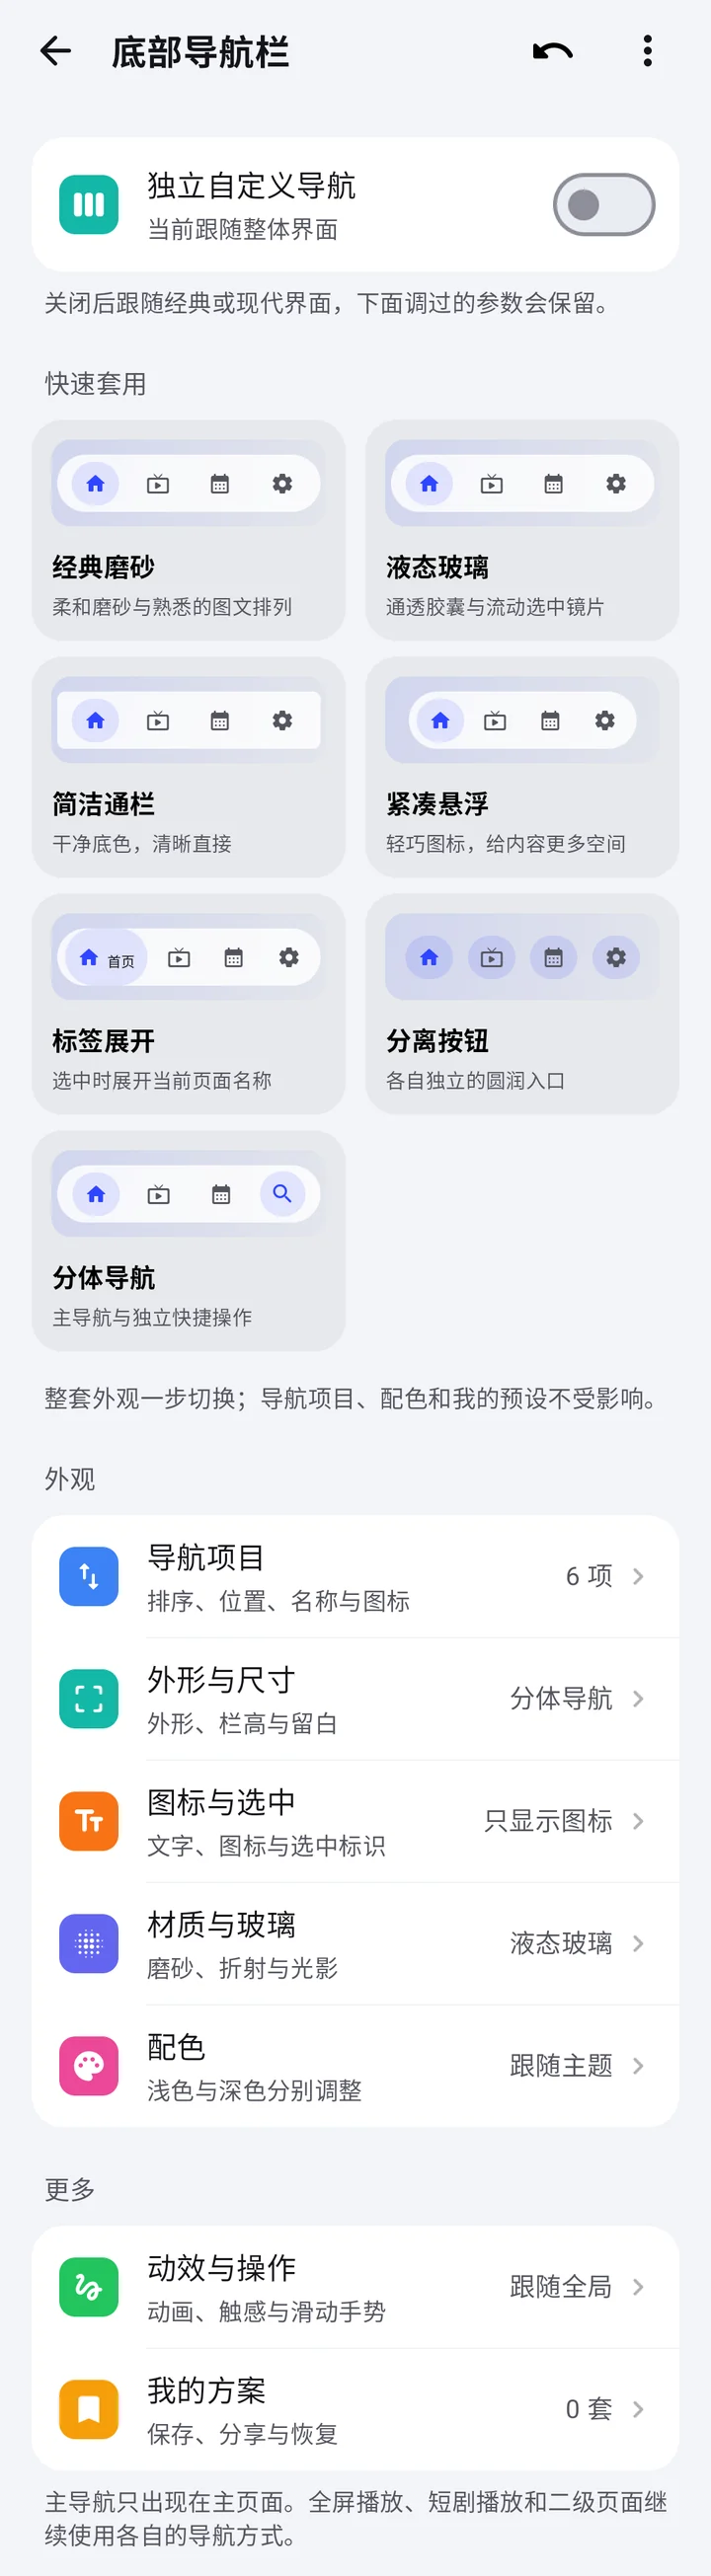 底部导航栏
独立自定义导航
当前跟随整体界面
关闭后跟随经典或现代界面，下面调过的参数会保留。
快速套用
经典磨砂
柔和磨砂与熟悉的图文排列
液态玻璃
通透胶囊与流动选中镜片
简洁通栏
干净底色，清晰直接
紧凑悬浮
轻巧图标，给内容更多空间
首页
标签展开
选中时展开当前页面名称
分离按钮
各自独立的圆润入口
分体导航
主导航与独立快捷操作
整套外观一步切换；导航项目、配色和我的预设不受影响。
外观
导航项目
排序、位置、名称与图标
6 项
外形与尺寸
外形、栏高与留白
分体导航
图标与选中
文字、图标与选中标识
只显示图标
材质与玻璃
磨砂、折射与光影
液态玻璃
配色
浅色与深色分别调整
跟随主题
更多
动效与操作
动画、触感与滑动手势
跟随全局
我的方案
保存、分享与恢复
0 套
主导航只出现在主页面。全屏播放、短剧播放和二级页面继
续使用各自的导航方式。